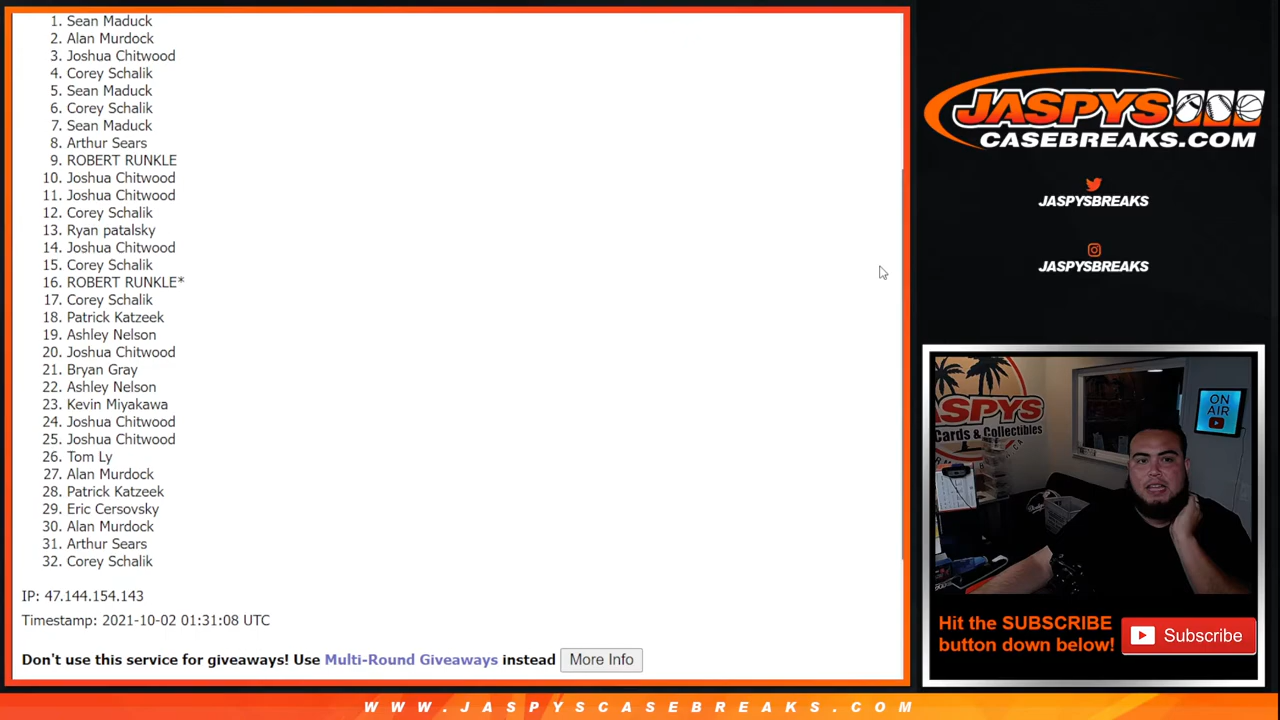 1. Sean Maduck
2. Alan Murdock
3. Joshua Chitwood
4. Corey Schalik
5. Sean Maduck
6. Corey Schalik
7. Sean Maduck
8. Arthur Sears
9. ROBERT RUNKLE
10. Joshua Chitwood
11. Joshua Chitwood
12. Corey Schalik
13. Ryan patalsky
14. Joshua Chitwood
15. Corey Schalik
16. ROBERT RUNKLE*
17. Corey Schalik
18. Patrick Katzeek
19. Ashley Nelson
20. Joshua Chitwood
21. Bryan Gray
22. Ashley Nelson
23. Kevin Miyakawa
24. Joshua Chitwood
25. Joshua Chitwood
26. Tom Ly
27. Alan Murdock
28. Patrick Katzeek
29. Eric Cersovsky
30. Alan Murdock
31. Arthur Sears
32. Corey Schalik
IP: 47.144.154.143
Timestamp: 2021-10-02 01:31:08 UTC
Don't use this service for giveaways! Use Multi-Round Giveaways instead More Info
JASPYS
CASEBREAKS.COM
JASPYSBREAKS
JASPYSBREAKS
ASPYS
Cards & Collectibles
ON
AIR
Hit the SUBSCRIBE
button down below!
Subscribe
WWW.JASPYSCASEBREAKS.COM